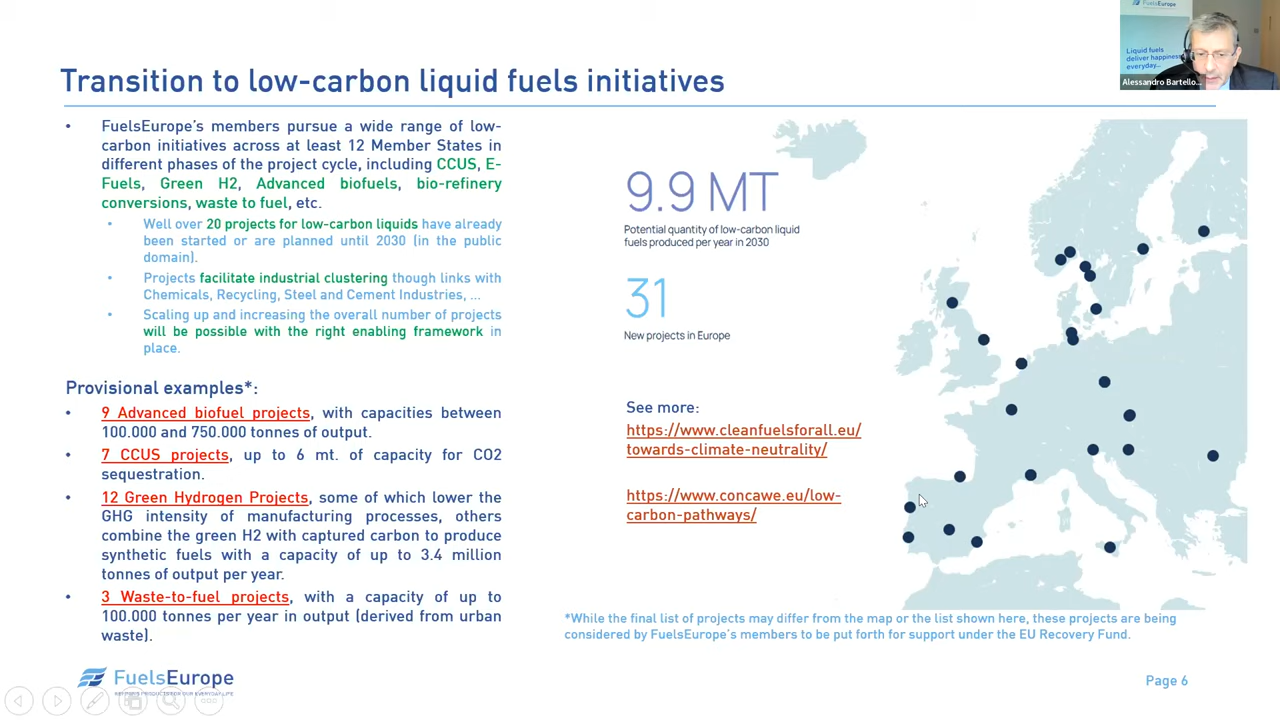 Transition to low-carbon liquid fuels initiatives
• FuelsEurope's members pursue a wide range of low-
carbon initiatives across at least 12 Member States in
different phases of the project cycle, including CCUS, E-
Fuels, Green H2, Advanced biofuels, bio-refinery
conversions, waste to fuel, etc.
• Well over 20 projects for low-carbon liquids have already
been started or are planned until 2030 (in the public
domain).
• Projects facilitate industrial clustering though links with
Chemicals, Recycling, Steel and Cement Industries, ...
• Scaling up and increasing the overall number of projects
will be possible with the right enabling framework in
place.
Provisional examples*:
• 9 Advanced biofuel projects, with capacities between
100.000 and 750.000 tonnes of output.
• 7 CCUS projects, up to 6 mt. of capacity for CO2
sequestration.
• 12 Green Hydrogen Projects, some of which lower the
GHG intensity of manufacturing processes, others
combine the green H2 with captured carbon to produce
synthetic fuels with a capacity of up to 3.4 million
tonnes of output per year.
• 3 Waste-to-fuel projects, with a capacity of up to
100.000 tonnes per year in output (derived from urban
waste).
9.9 MT
Potential quantity of low-carbon liquid
fuels produced per year in 2030
31
New projects in Europe
See more:
https://www.cleanfuelsforall.eu/
towards-climate-neutrality/
https://www.concawe.eu/low-
carbon-pathways/
*While the final list of projects may differ from the map or the list shown here, these projects are being
considered by FuelsEurope's members to be put forth for support under the EU Recovery Fund.
FuelsEurope
Page 6
FuelsEurope
Liquid fuels
deliver happiness
everyday...
Alessandro Bartello...